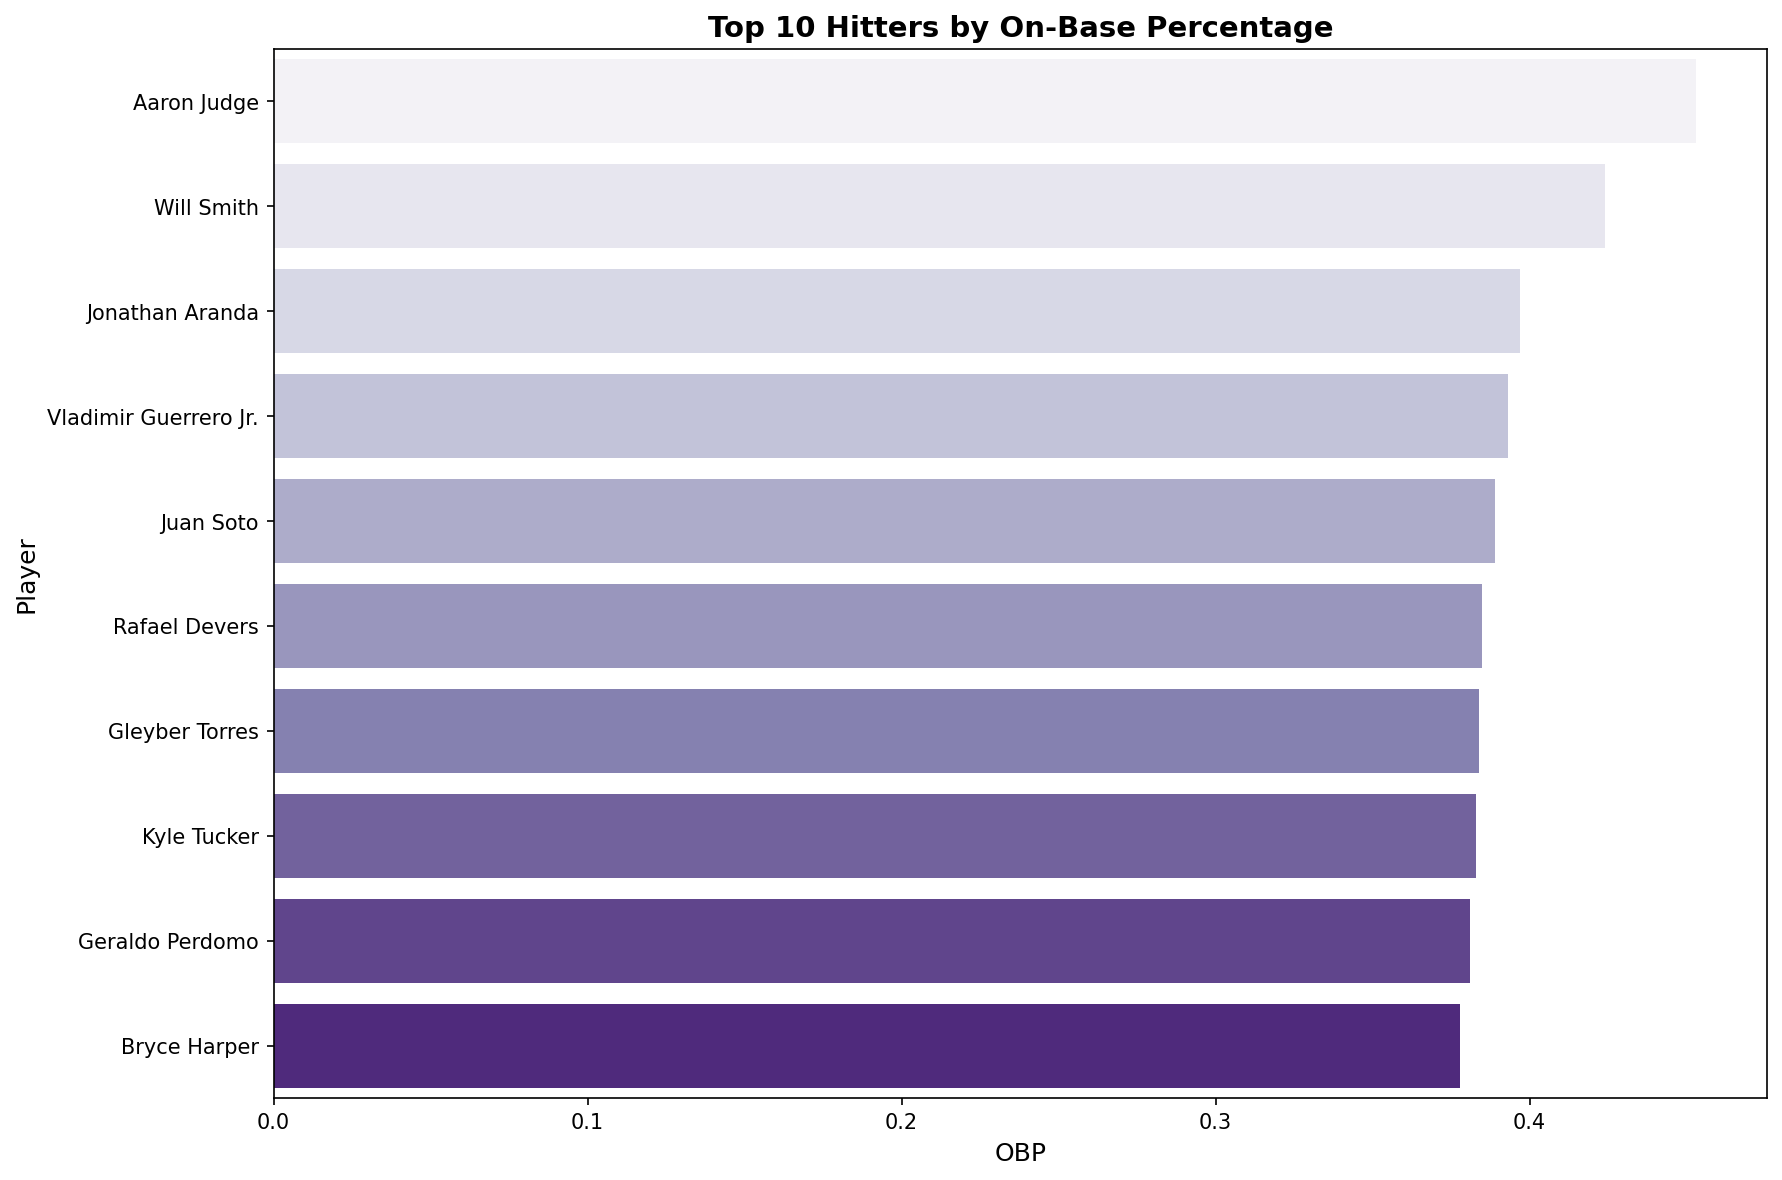 Top 10 Hitters by On-Base Percentage
Aaron Judge
Will Smith
Jonathan Aranda
Vladimir Guerrero Jr.
Juan Soto
Rafael Devers
Gleyber Torres
Kyle Tucker
Geraldo Perdomo
Bryce Harper
Player
0.0 0.1 0.2 0.3 0.4
OBP